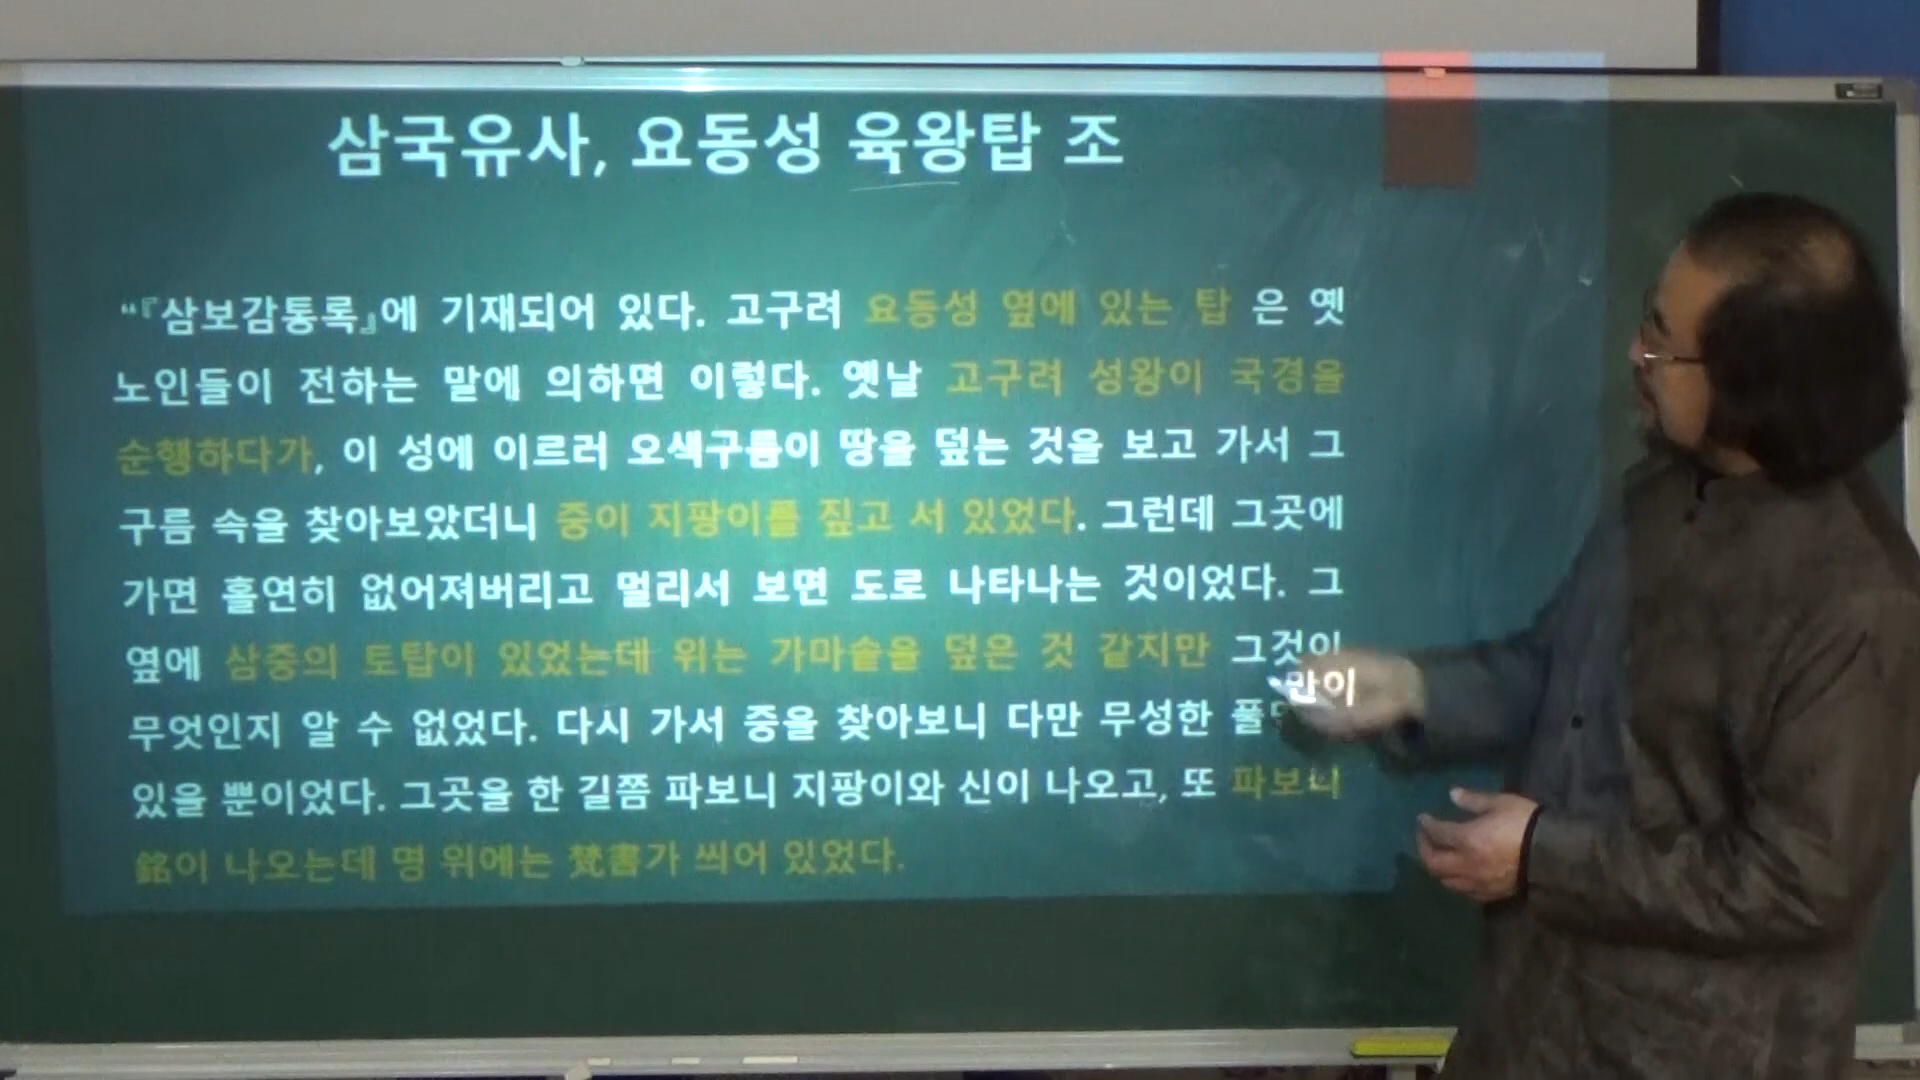 삼국유사, 요동성 육왕탑 조
“『삼보감통록』에 기재되어 있다. 고구려 요동성 옆에 있는 탑 은 옛
노인들이 전하는 말에 의하면 이렇다. 옛날 고구려 성왕이 국경을
순행하다가, 이 성에 이르러 오색구름이 땅을 덮는 것을 보고 가서 그
구름 속을 찾아보았더니 중이 지팡이를 짚고 서 있었다. 그런데 그곳에
가면 홀연히 없어져버리고 멀리서 보면 도로 나타나는 것이었다. 그
옆에 삼중의 토탑이 있었는데 위는 가마솥을 덮은 것 같지만 그것이
무엇인지 알 수 없었다. 다시 가서 중을 찾아보니 다만 무성한 풀만이
있을 뿐이었다. 그곳을 한 길쯤 파보니 지팡이와 신이 나오고, 또 파보니
銘이 나오는데 명 위에는 梵書가 씌어 있었다.